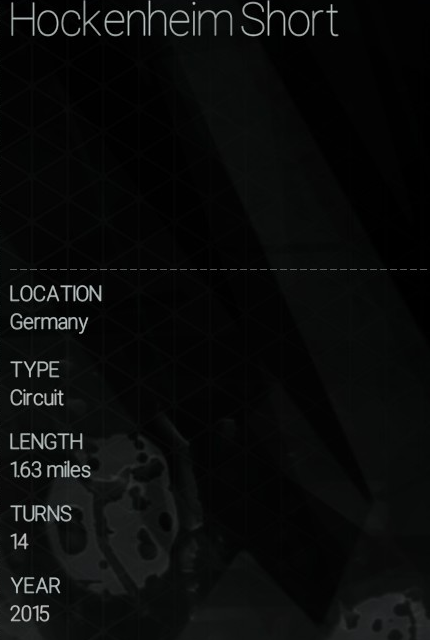 Hockenheim Short
LOCATION
Germany
TYPE
Circuit
LENGTH
1.63 miles
TURNS
14
YEAR
2015